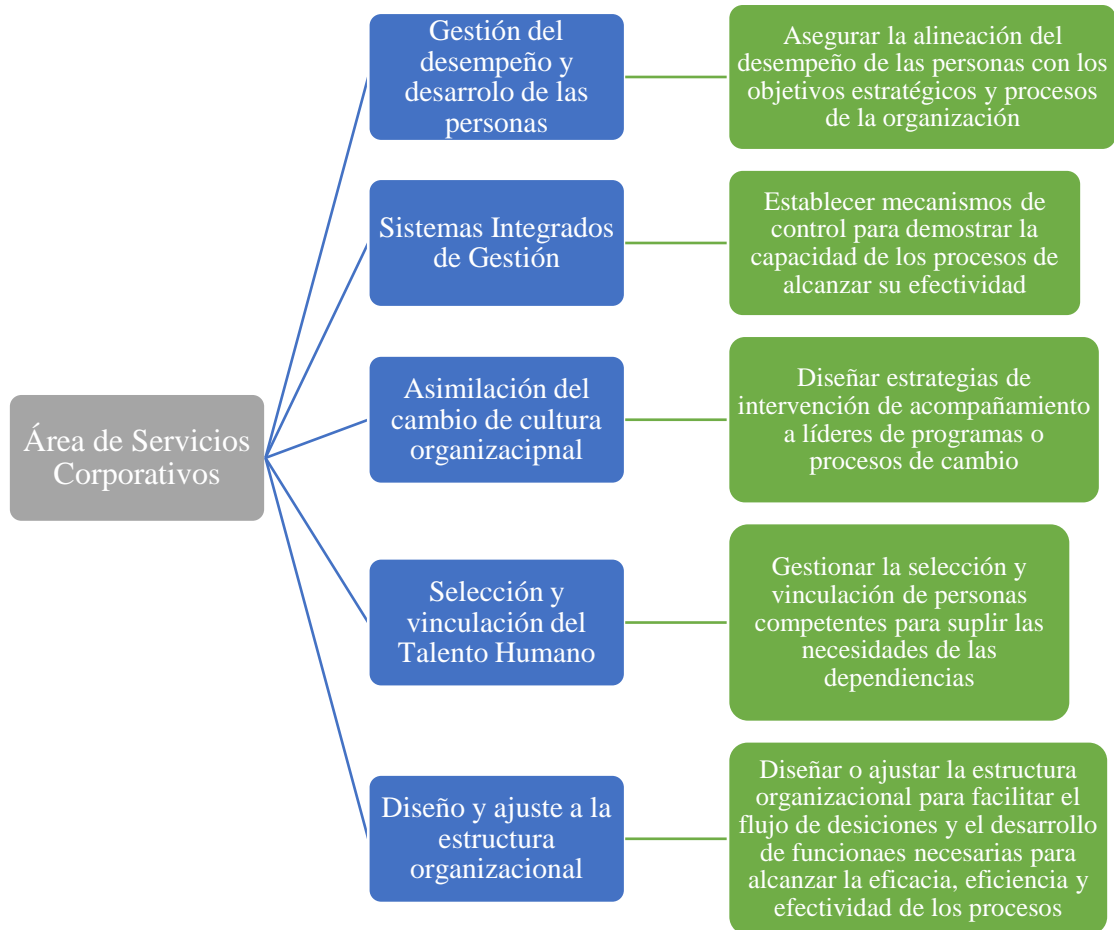 Gestión del
desempeño y
desarrolo de las
personas
Asegurar la alineación del
desempeño de las personas con los
objetivos estratégicos y procesos
de la organización
Sistemas Integrados
de Gestión
Establecer mecanismos de
control para demostrar la
capacidad de los procesos de
alcanzar su efectividad
Área de Servicios
Corporativos
Asimilación del
cambio de cultura
organizacipnal
Diseñar estrategias de
intervención de acompañamiento
a líderes de programas o
procesos de cambio
Selección y
vinculación del
Talento Humano
Gestionar la selección y
vinculación de personas
competentes para suplir las
necesidades de las
dependiencias
Diseño y ajuste a la
estructura
organizacional
Diseñar o ajustar la estructura
organizacional para facilitar el
flujo de desiciones y el desarrollo
de funcionaes necesarias para
alcanzar la eficacia, eficiencia y
efectividad de los procesos